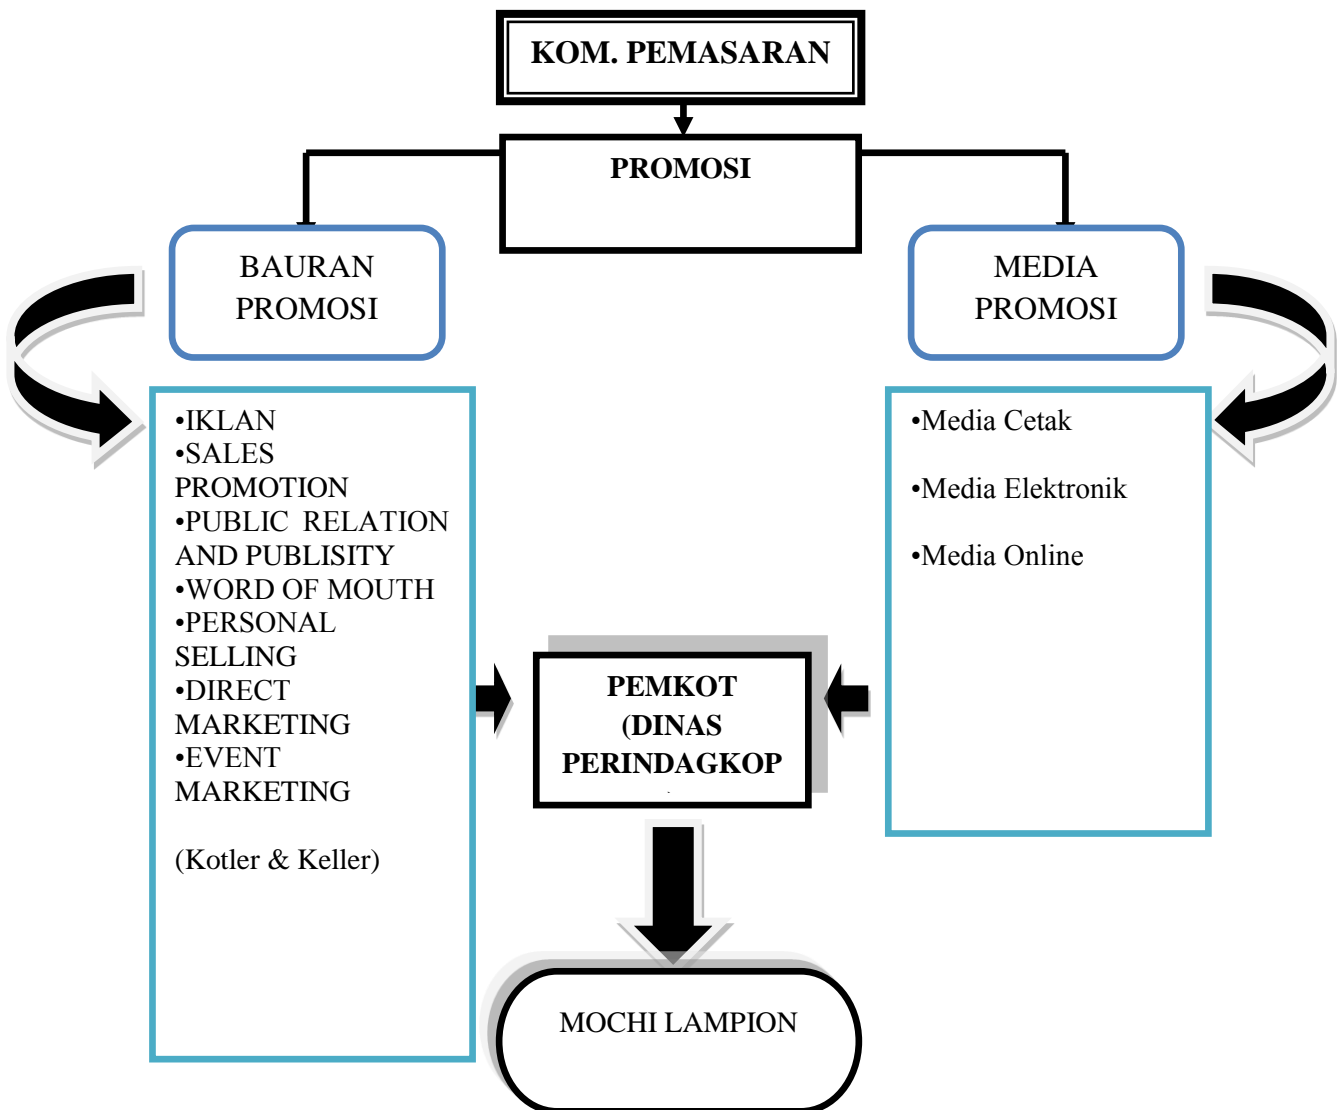 KOM. PEMASARAN
PROMOSI
BAURAN
PROMOSI
MEDIA
PROMOSI
•IKLAN
•SALES
PROMOTION
•PUBLIC RELATION
AND PUBLISITY
•WORD OF MOUTH
•PERSONAL
SELLING
•DIRECT
MARKETING
•EVENT
MARKETING
(Kotler & Keller)
•Media Cetak
•Media Elektronik
•Media Online
PEMKOT
(DINAS
PERINDAGKOP
MOCHI LAMPION